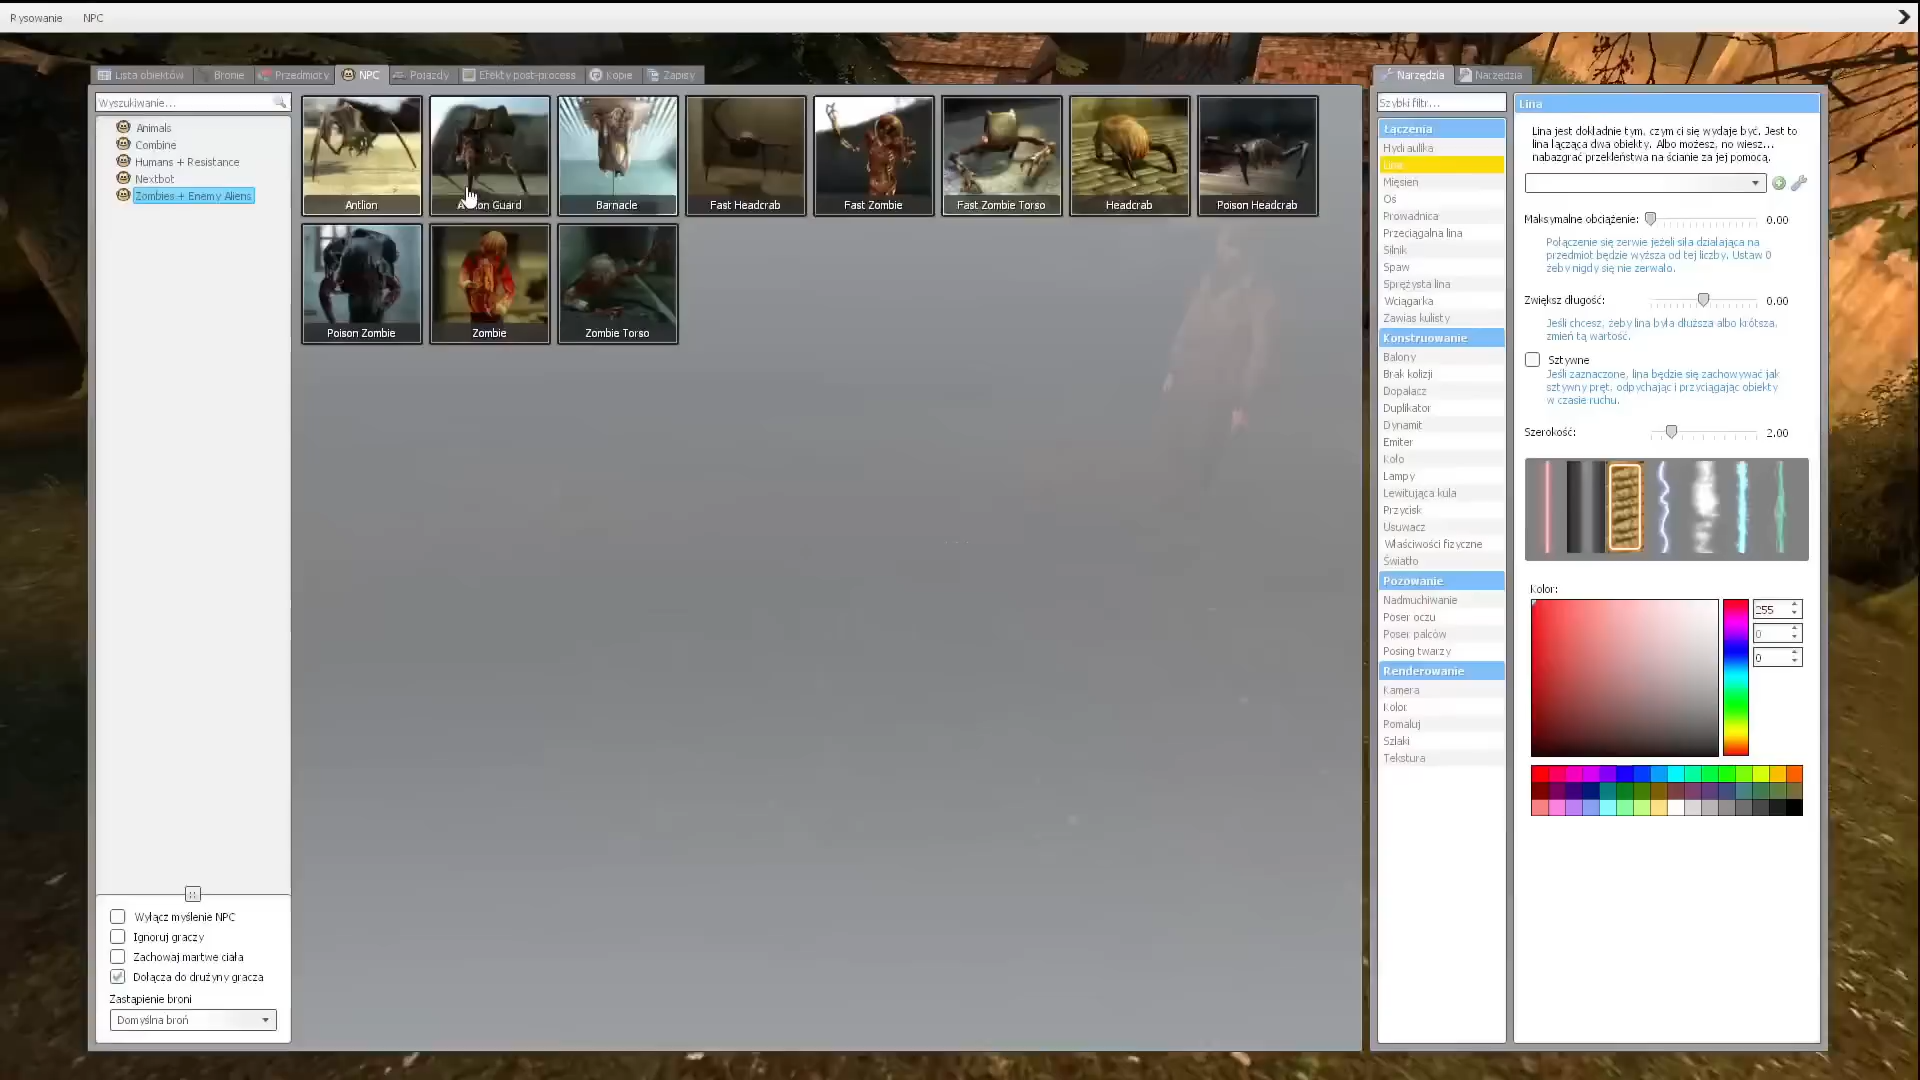 Rysowanie NPC
Lista obiektów Bronie Przedmioty NPC Pojazdy Efekty post-process Kopie Zapisy
Narzędzia Narzędzia
Wyszukiwanie...
Animals
Combine
Humans + Resistance
Nextbot
Zombies + Enemy Aliens
Antlion
Guard
Barnacle
Fast Headcrab
Fast Zombie
Fast Zombie Torso
Headcrab
Poison Headcrab
Poison Zombie
Zombie
Zombie Torso
Wyłącz myślenie NPC
Ignoruj graczy
Zachowaj martwe ciała
Dołącza do drużyny gracza
Zastąpienie broni
Domyślna broń
Szybki filtr...
Łączenia
Hydraulika
Lina
Mięsień
Oś
Prowadnica
Przeciągalna lina
Silnik
Spaw
Sprężysta lina
Wciągarka
Zawias kulisty
Konstruowanie
Balony
Brak kolizji
Dopalacz
Duplikator
Dynamit
Emiter
Koło
Lampy
Lewitująca kula
Przycisk
Usuwacz
Właściwości fizyczne
Światło
Pozowanie
Nadmuchiwanie
Poser oczu
Poser palców
Posing twarzy
Renderowanie
Kamera
Kolor
Pomaluj
Szlaki
Tekstura
Lina
Lina jest dokładnie tym, czym ci się wydaje być. Jest to
lina łącząca dwa obiekty. Albo możesz, no wiesz...
nabazgrać przekleństwa na ścianie za jej pomocą.
Maksymalne obciążenie: 0.00
Połączenie się zerwie jeżeli siła działająca na
przedmiot będzie wyższa od tej liczby. Ustaw 0
żeby nigdy się nie zerwało.
Zwiększ długość: 0.00
Jeśli chcesz, żeby lina była dłuższa albo krótsza,
zmień tą wartość.
Sztywne
Jeśli zaznaczone, lina będzie się zachowywać jak
sztywny pręt, odpychając i przyciągając obiekty
w czasie ruchu.
Szerokość: 2.00
Kolor:
255
0
0